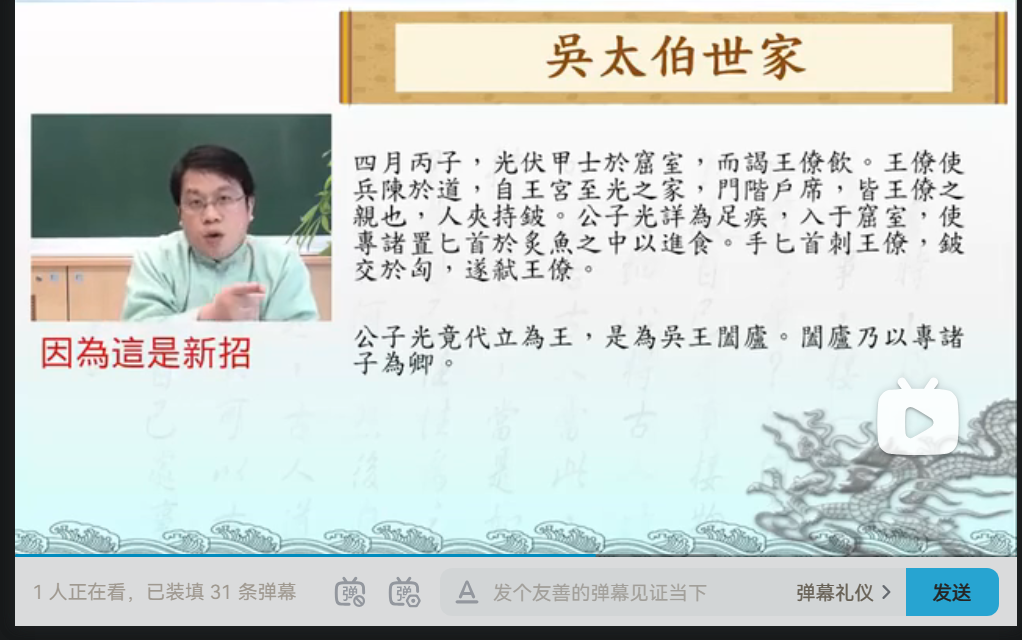 吳太伯世家
四月丙子，光伏甲士於窟室，而謁王僚飲。王僚使
兵陳於道，自王宮至光之家，門階戶席，皆王僚之
親也，人夾持鈹。公子光詳為足疾，入于窟室，使
專諸置匕首於炙魚之中以進食。手匕首刺王僚，鈹
交於匈，遂弒王僚。
公子光竟代立為王，是為吳王闔廬。闔廬乃以專諸
子為卿。
因為這是新招
1 人正在看，已装填 31 条弹幕
弹
弹
A
发个友善的弹幕见证当下
弹幕礼仪 >
发送